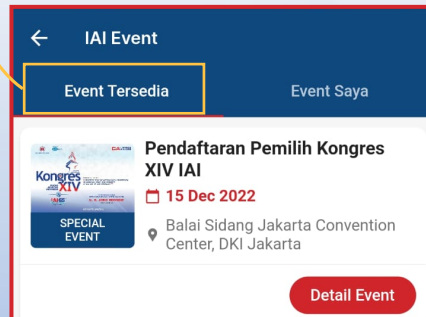 IAI Event
Event Tersedia
Event Saya
Kongres
XIV
SPECIAL
EVENT
Pendaftaran Pemilih Kongres
XIV IAI
15 Dec 2022
Balai Sidang Jakarta Convention
Center, DKI Jakarta
Detail Event